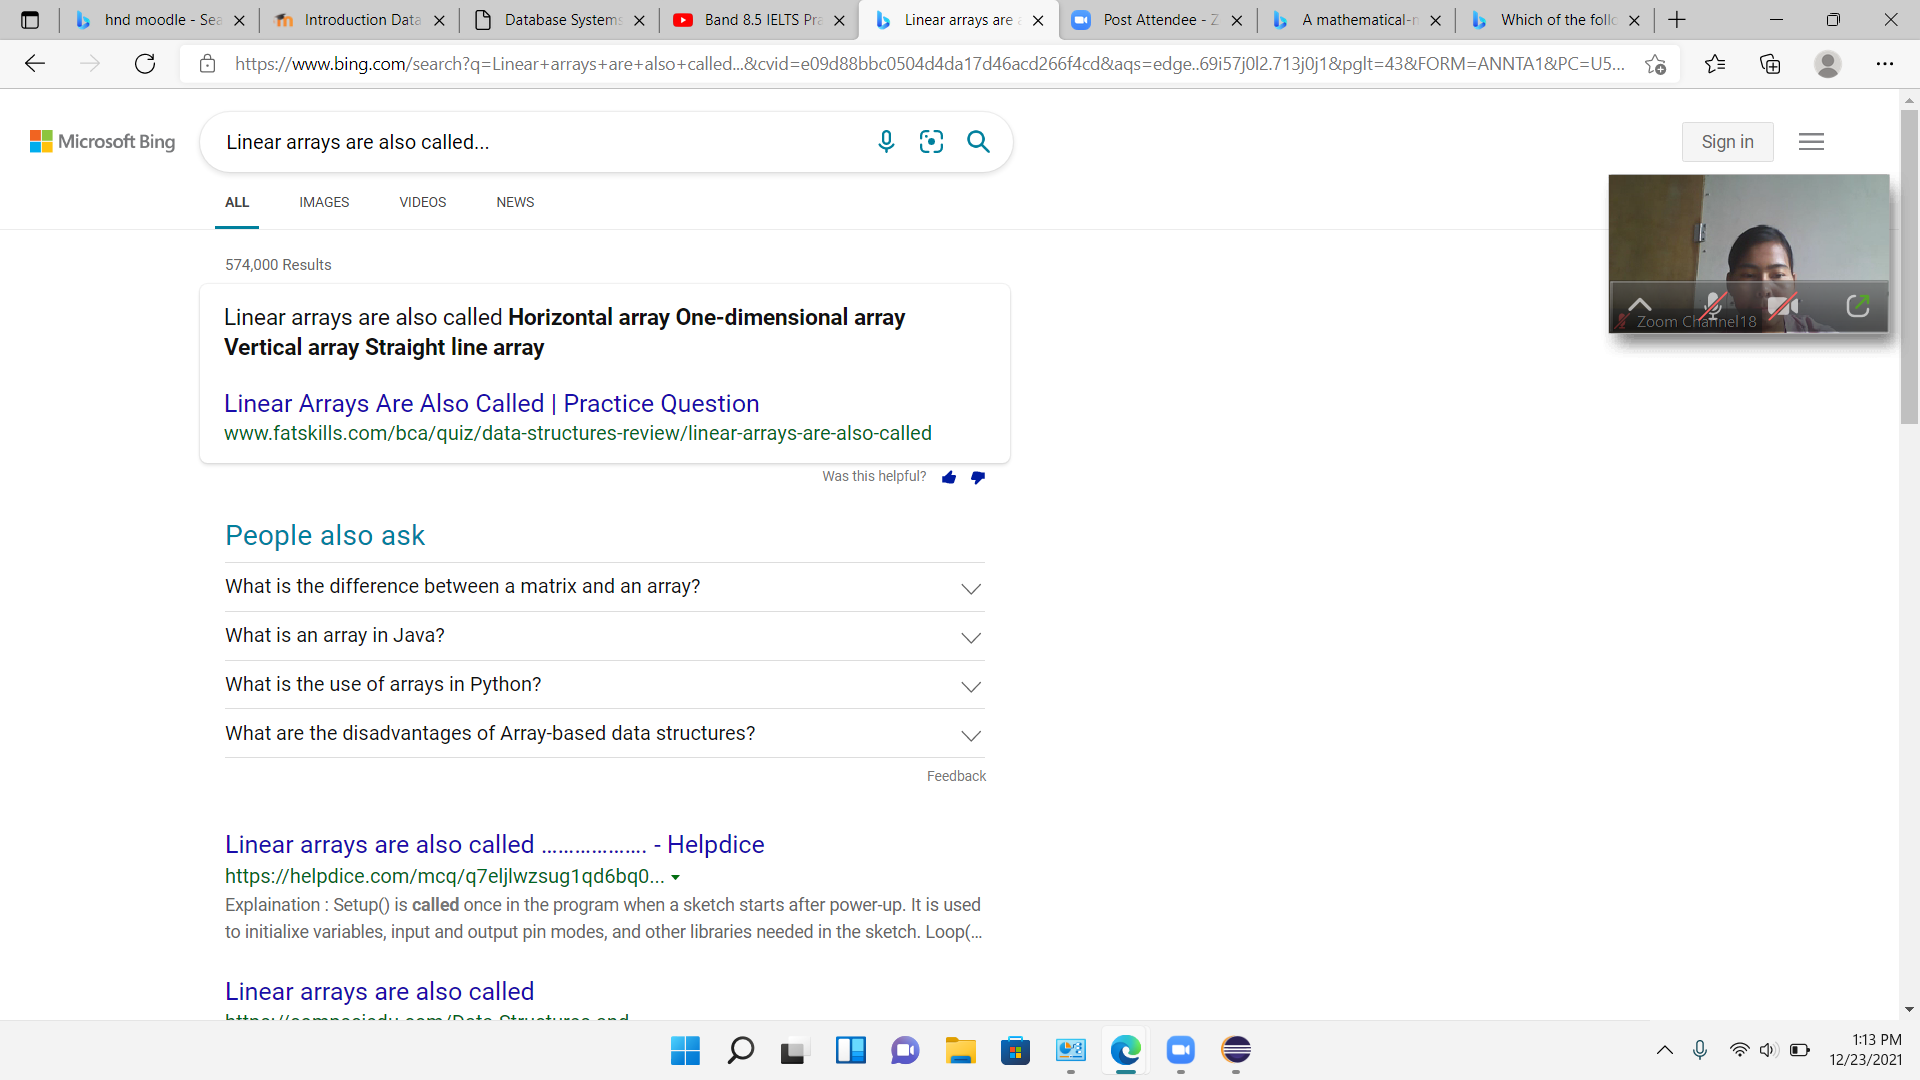 hnd moodle - Sea
Introduction Data
Database Systems
Band 8.5 IELTS Pra
Linear arrays are a
Post Attendee - Z
A mathematical-m
Which of the follo
https://www.bing.com/search?q=Linear+arrays+are+also+called...&cvid=e09d88bbc0504d4da17d46acd266f4cd&aqs=edge..69i57j0l2.713j0j1&pglt=43&FORM=ANNTA1&PC=U5...
Microsoft Bing
Linear arrays are also called...
Sign in
ALL
IMAGES
VIDEOS
NEWS
574,000 Results
Linear arrays are also called Horizontal array One-dimensional array
Vertical array Straight line array
Linear Arrays Are Also Called | Practice Question
www.fatskills.com/bca/quiz/data-structures-review/linear-arrays-are-also-called
Was this helpful?
Zoom Channel18
People also ask
What is the difference between a matrix and an array?
What is an array in Java?
What is the use of arrays in Python?
What are the disadvantages of Array-based data structures?
Feedback
Linear arrays are also called ………………. - Helpdice
https://helpdice.com/mcq/q7eljlwzsug1qd6bq0...
Explaination : Setup() is called once in the program when a sketch starts after power-up. It is used
to initialixe variables, input and output pin modes, and other libraries needed in the sketch. Loop(…
Linear arrays are also called
1:13 PM
12/23/2021